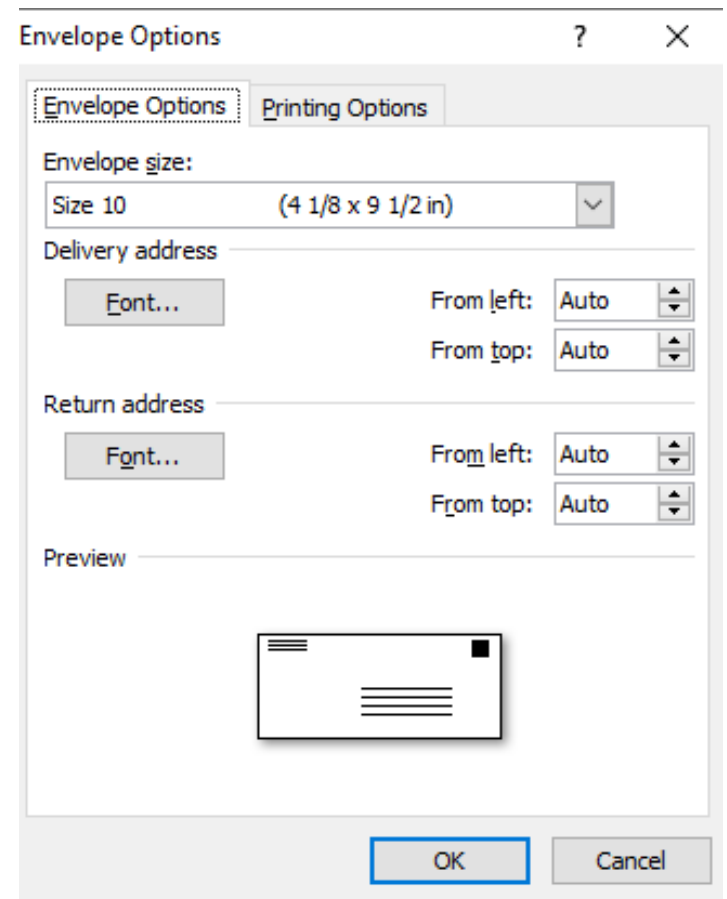 Envelope Options ?
Envelope Options Printing Options
Envelope size:
Size 10 (4 1/8 x 9 1/2 in)
Delivery address
Font... From left: Auto
From top: Auto
Return address
Font... From left: Auto
From top: Auto
Preview
OK Cancel